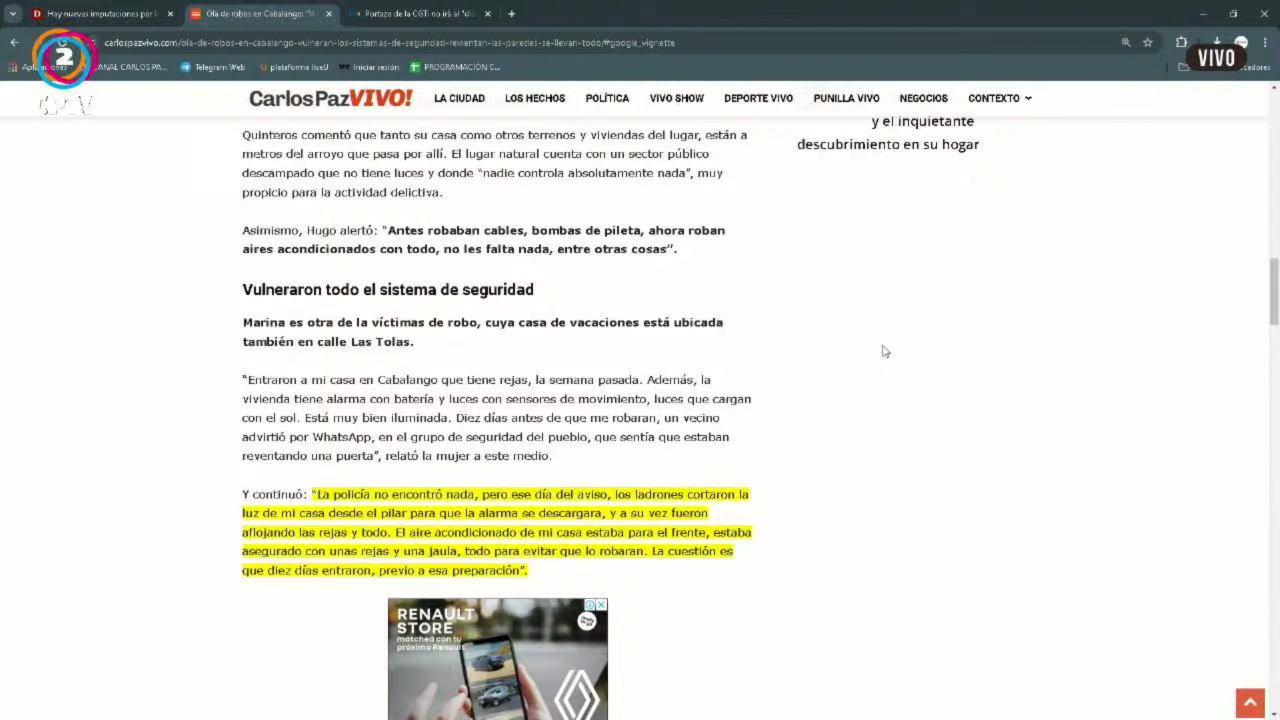 Hay nuevas imputaciones por l
Ola de robos en Cabalango: "V
Portazo de la CGT: no irá al "di
2
carlospazvivo.com/ola-de-robos-en-cabalango-vulneran-los-sistemas-de-seguridad-revientan-las-paredes-se-llevan-todo/#google_vignette
VIVO
CANAL CARLOS PA...
Telegram Web
plataforma liveU
Iniciar sesión
PROGRAMACIÓN C...
CarlosPazVIVO!
LA CIUDAD
LOS HECHOS
POLÍTICA
VIVO SHOW
DEPORTE VIVO
PUNILLA VIVO
NEGOCIOS
CONTEXTO
y el inquietante
descubrimiento en su hogar
Quinteros comentó que tanto su casa como otros terrenos y viviendas del lugar, están a
metros del arroyo que pasa por allí. El lugar natural cuenta con un sector público
descampado que no tiene luces y donde “nadie controla absolutamente nada”, muy
propicio para la actividad delictiva.
Asimismo, Hugo alertó: “Antes robaban cables, bombas de pileta, ahora roban
aires acondicionados con todo, no les falta nada, entre otras cosas”.
Vulneraron todo el sistema de seguridad
Marina es otra de la víctimas de robo, cuya casa de vacaciones está ubicada
también en calle Las Tolas.
“Entraron a mi casa en Cabalango que tiene rejas, la semana pasada. Además, la
vivienda tiene alarma con batería y luces con sensores de movimiento, luces que cargan
con el sol. Está muy bien iluminada. Diez días antes de que me robaran, un vecino
advirtió por WhatsApp, en el grupo de seguridad del pueblo, que sentía que estaban
reventando una puerta”, relató la mujer a este medio.
Y continuó: “La policía no encontró nada, pero ese día del aviso, los ladrones cortaron la
luz de mi casa desde el pilar para que la alarma se descargara, y a su vez fueron
aflojando las rejas y todo. El aire acondicionado de mi casa estaba para el frente, estaba
asegurado con unas rejas y una jaula, todo para evitar que lo robaran. La cuestión es
que diez días entraron, previo a esa preparación”.
RENAULT
STORE
matched con tu
próximo Renault